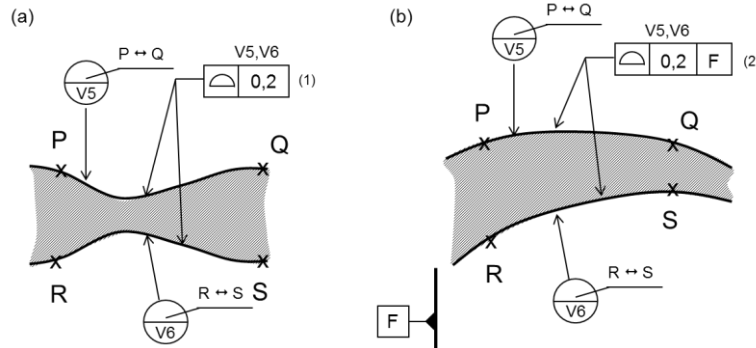 (a)
P ↔ Q
V5
V5,V6
⌓ 0,2 (1)
P
Q
R
S
R ↔ S
V6
(b)
P ↔ Q
V5
V5,V6
⌓ 0,2 F (2
P
Q
S
R
R ↔ S
V6
F